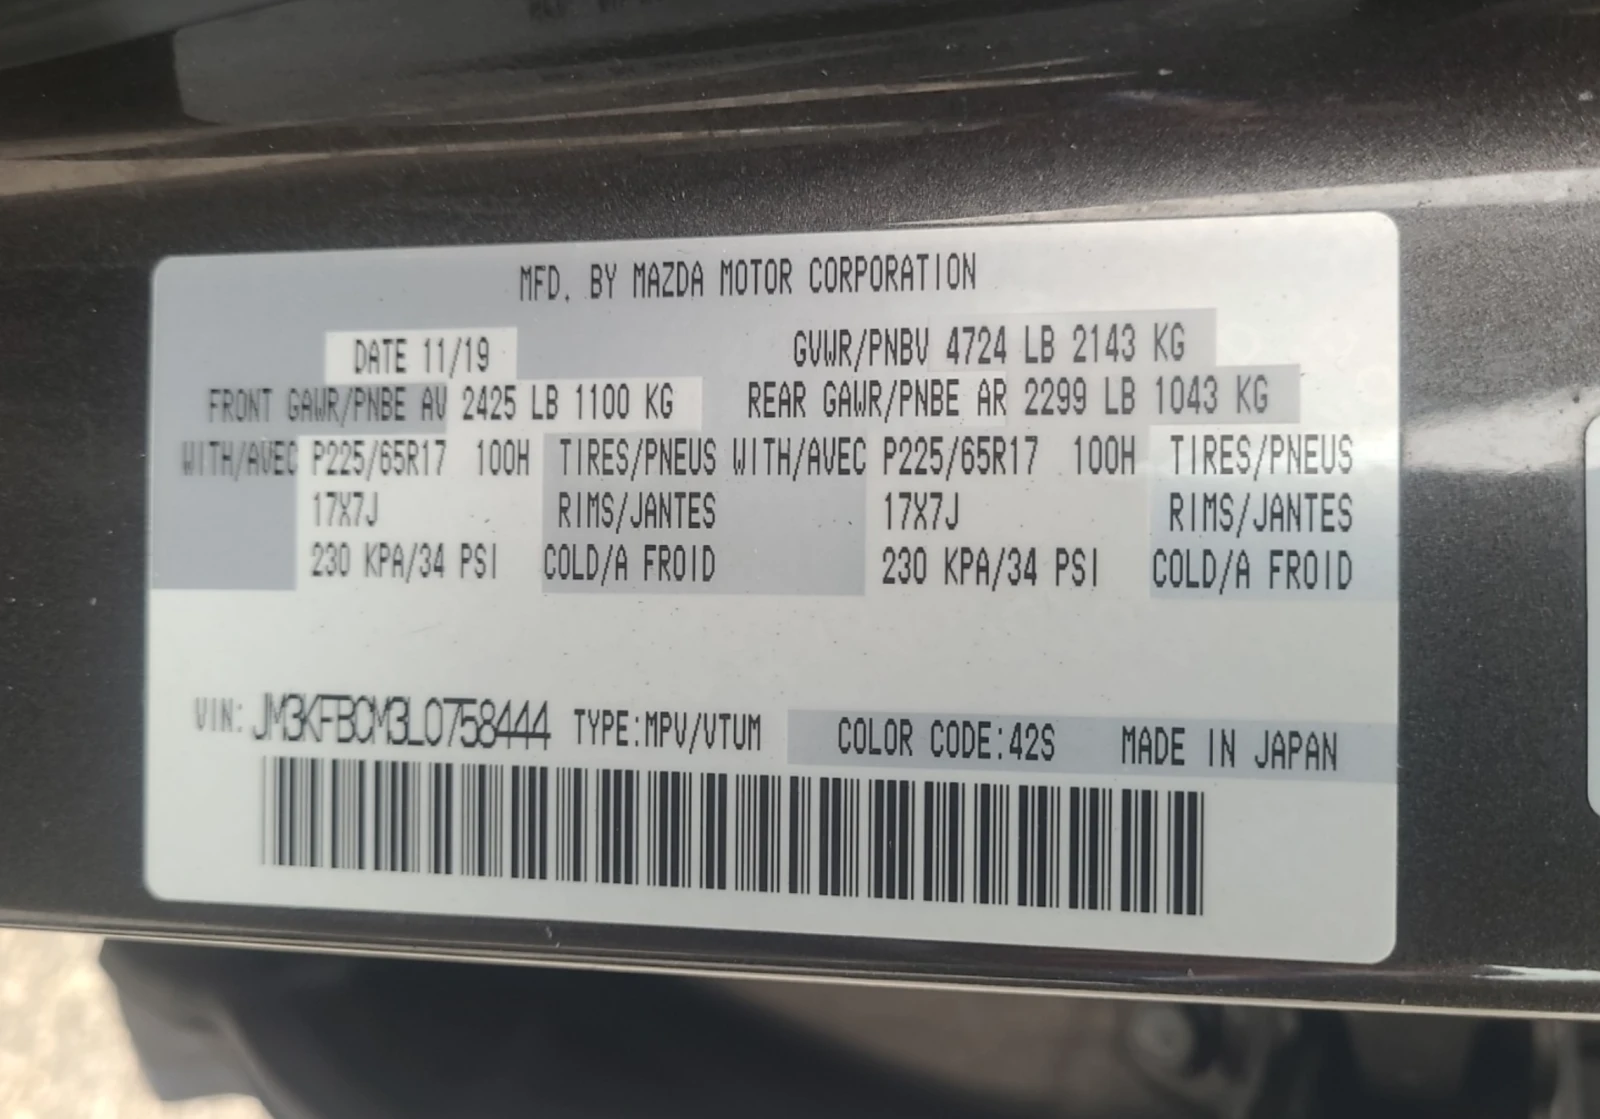 MFD. BY MAZDA MOTOR CORPORATION
DATE 11/19 GVWR/PNBV 4724 LB 2143 KG
FRONT GAWR/PNBE AV 2425 LB 1100 KG REAR GAWR/PNBE AR 2299 LB 1043 KG
WITH/AVEC P225/65R17 100H TIRES/PNEUS WITH/AVEC P225/65R17 100H TIRES/PNEUS
17X7J RIMS/JANTES 17X7J RIMS/JANTES
230 KPA/34 PSI COLD/A FROID 230 KPA/34 PSI COLD/A FROID
VIN: JM3KFBCM3L0758444 TYPE:MPV/VTUM COLOR CODE:42S MADE IN JAPAN